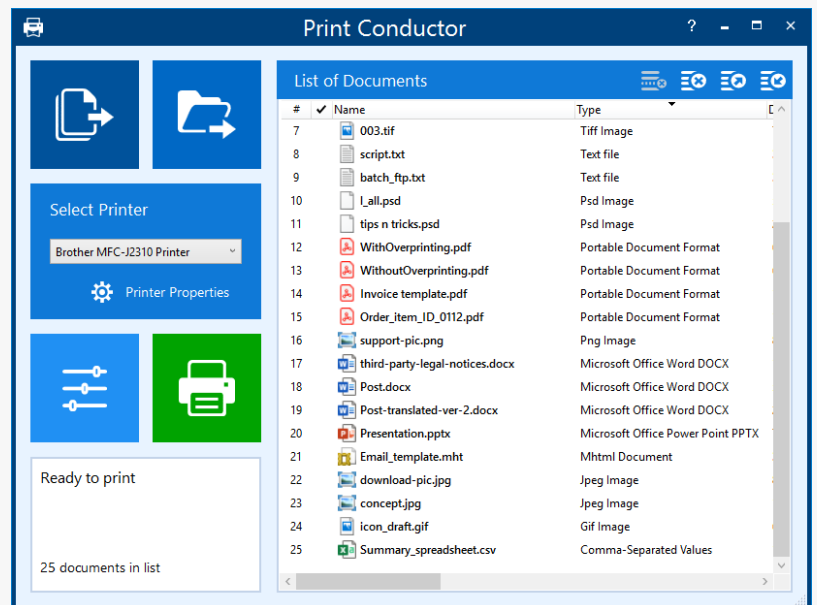 Print Conductor
?
List of Documents
# Name Type
7 003.tif Tiff Image
8 script.txt Text file
9 batch_ftp.txt Text file
10 l_all.psd Psd Image
11 tips n tricks.psd Psd Image
12 WithOverprinting.pdf Portable Document Format
13 WithoutOverprinting.pdf Portable Document Format
14 Invoice template.pdf Portable Document Format
15 Order_item_ID_0112.pdf Portable Document Format
16 support-pic.png Png Image
17 third-party-legal-notices.docx Microsoft Office Word DOCX
18 Post.docx Microsoft Office Word DOCX
19 Post-translated-ver-2.docx Microsoft Office Word DOCX
20 Presentation.pptx Microsoft Office Power Point PPTX
21 Email_template.mht Mhtml Document
22 download-pic.jpg Jpeg Image
23 concept.jpg Jpeg Image
24 icon_draft.gif Gif Image
25 Summary_spreadsheet.csv Comma-Separated Values
Select Printer
Brother MFC-J2310 Printer
Printer Properties
Ready to print
25 documents in list